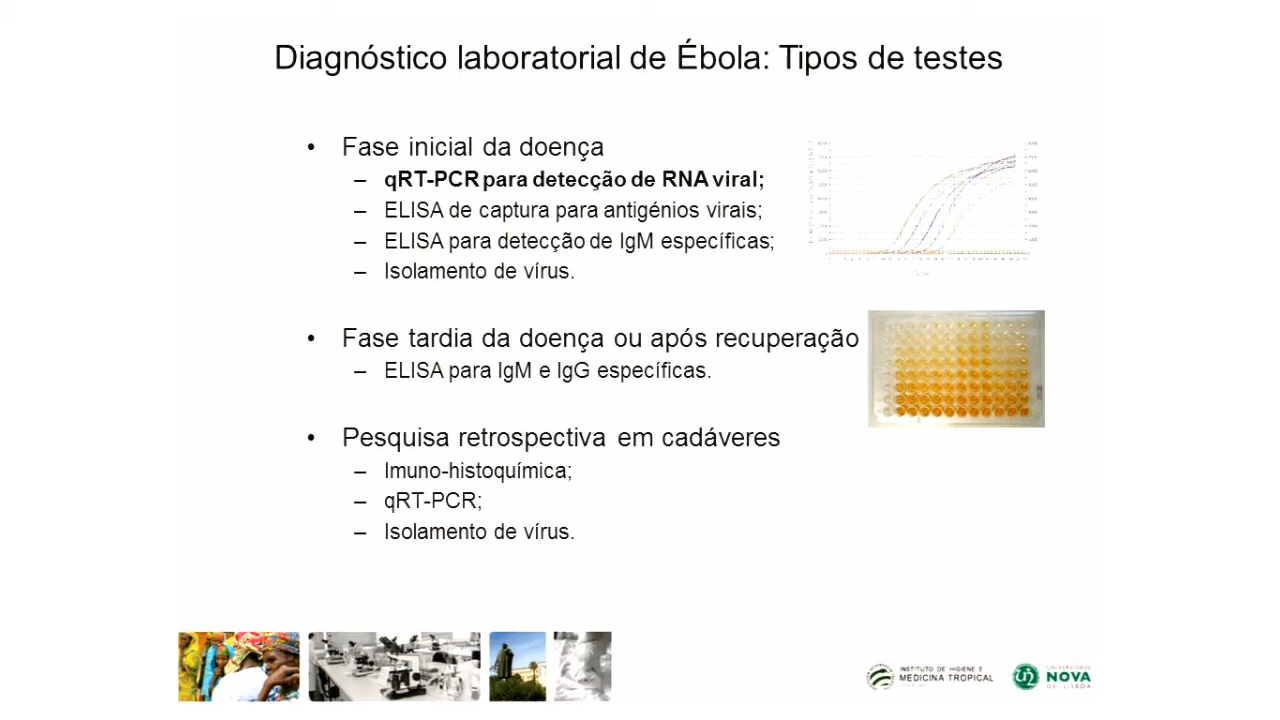 Diagnóstico laboratorial de Ébola: Tipos de testes
• Fase inicial da doença
– qRT-PCR para detecção de RNA viral;
– ELISA de captura para antigénios virais;
– ELISA para detecção de IgM específicas;
– Isolamento de vírus.
• Fase tardia da doença ou após recuperação
– ELISA para IgM e IgG específicas.
• Pesquisa retrospectiva em cadáveres
– Imuno-histoquímica;
– qRT-PCR;
– Isolamento de vírus.
INSTITUTO DE HIGIENE E
MEDICINA TROPICAL
UNIVERSIDADE
NOVA
DE LISBOA